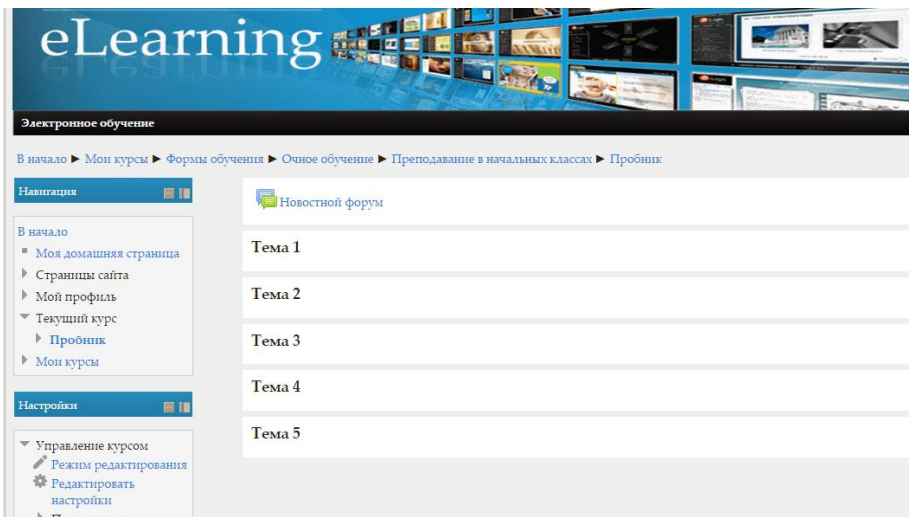 eLearning
Электронное обучение
В начало ► Мои курсы ► Формы обучения ► Очное обучение ► Преподавание в начальных классах ► Пробник
Навигация
В начало
Моя домашняя страница
Страницы сайта
Мой профиль
Текущий курс
Пробник
Мои курсы
Настройки
Управление курсом
Режим редактирования
Редактировать
настройки
Новостной форум
Тема 1
Тема 2
Тема 3
Тема 4
Тема 5